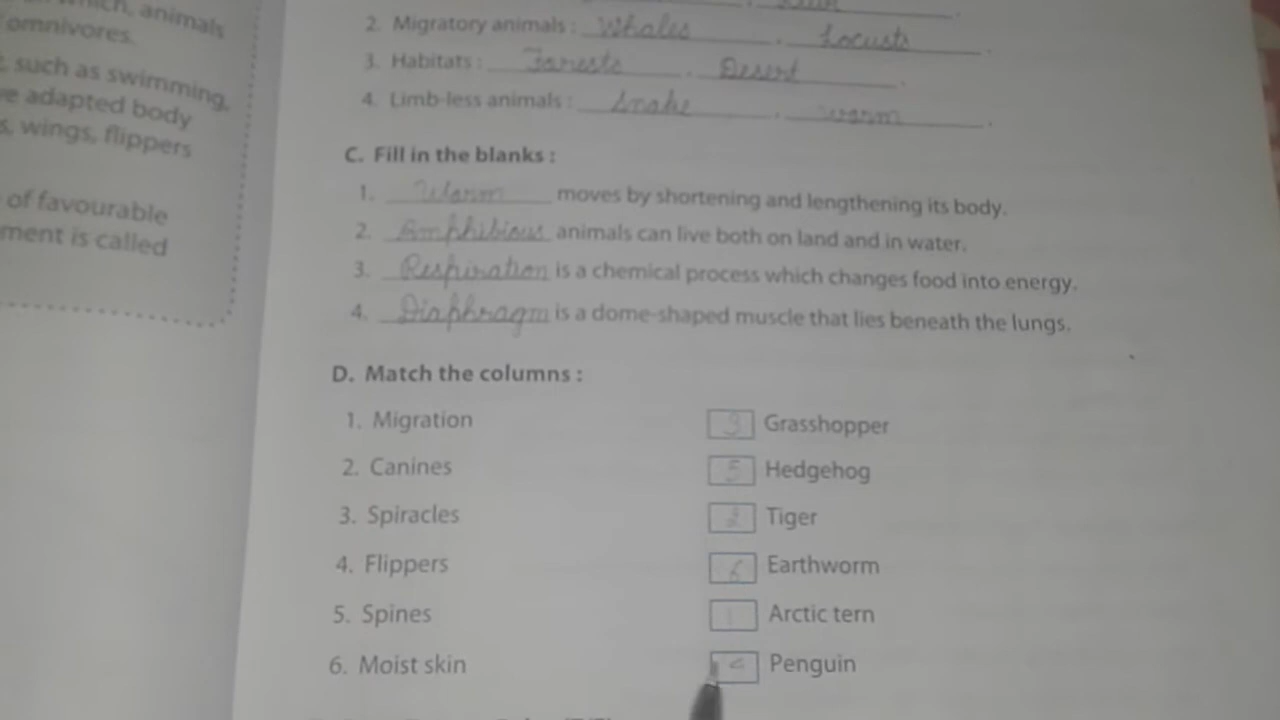 which, animals
omnivores.
such as swimming,
ve adapted body
s, wings, flippers
of favourable
ment is called
2. Migratory animals : Whales , Locusts .
3. Habitats : Forests , Desert .
4. Limb-less animals : Snake , warm .
C. Fill in the blanks :
1. Warm moves by shortening and lengthening its body.
2. Amphibious animals can live both on land and in water.
3. Respiration is a chemical process which changes food into energy.
4. Diaphragm is a dome-shaped muscle that lies beneath the lungs.
D. Match the columns :
1. Migration 3 Grasshopper
2. Canines 5 Hedgehog
3. Spiracles 2 Tiger
4. Flippers 6 Earthworm
5. Spines 1 Arctic tern
6. Moist skin 4 Penguin